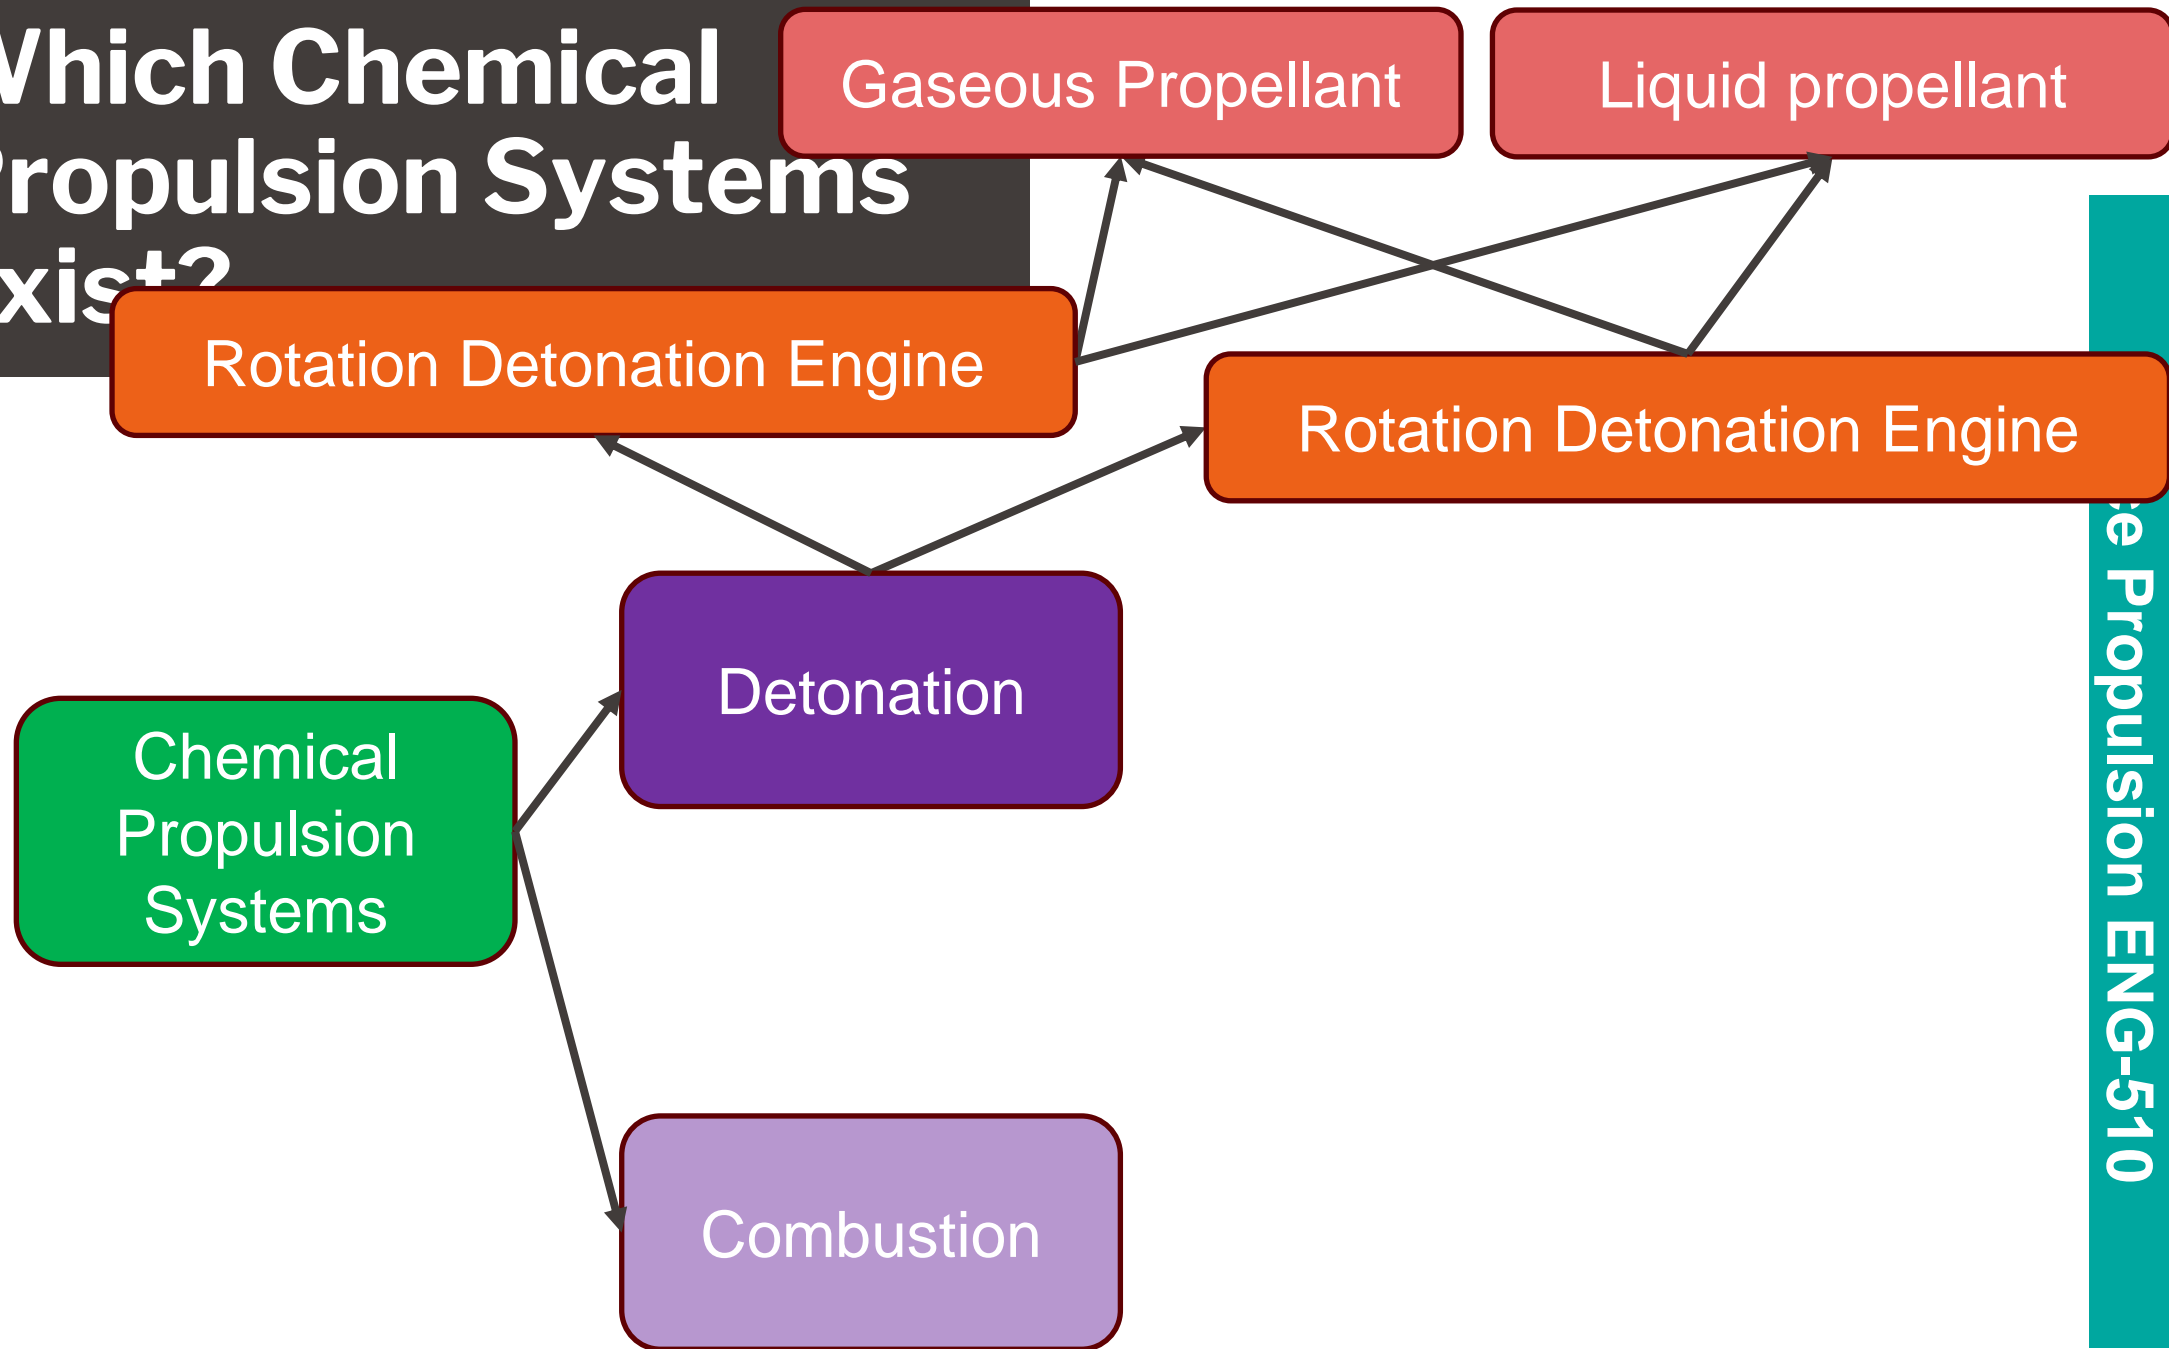 Which Chemical
Propulsion Systems
Exist?
Gaseous Propellant
Liquid propellant
Rotation Detonation Engine
Rotation Detonation Engine
Detonation
Chemical
Propulsion
Systems
Combustion
Propulsion ENG-510